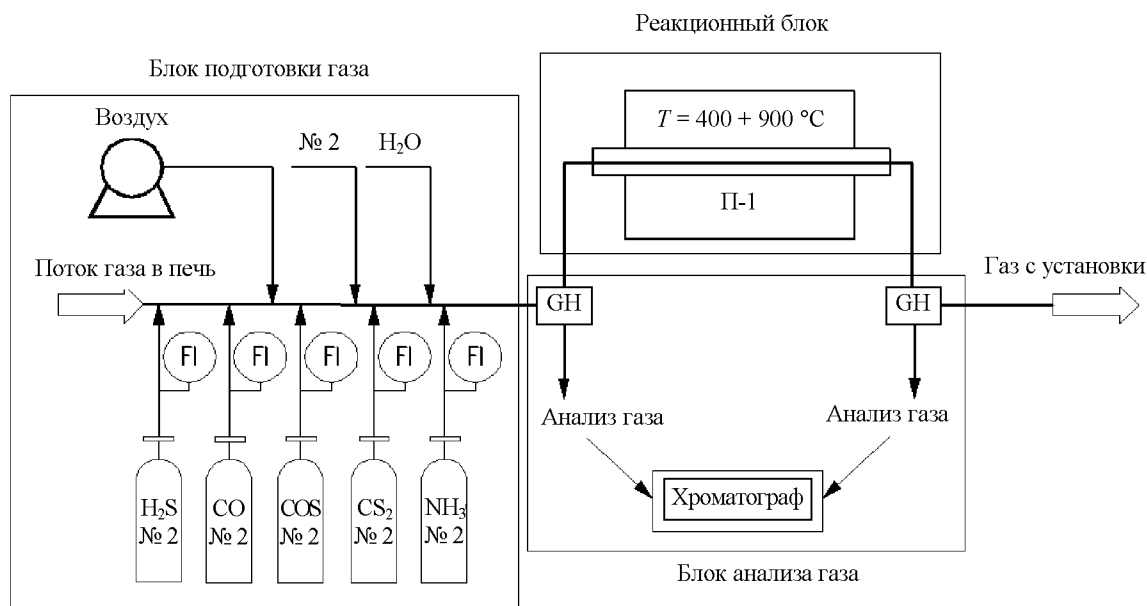 Реакционный блок
Блок подготовки газа
Воздух
№ 2
H₂O
T = 400 + 900 °C
П-1
Поток газа в печь
Газ с установки
GH
GH
FI
FI
FI
FI
FI
Анализ газа
Анализ газа
H₂S
№ 2
CO
№ 2
COS
№ 2
CS₂
№ 2
NH₃
№ 2
Хроматограф
Блок анализа газа